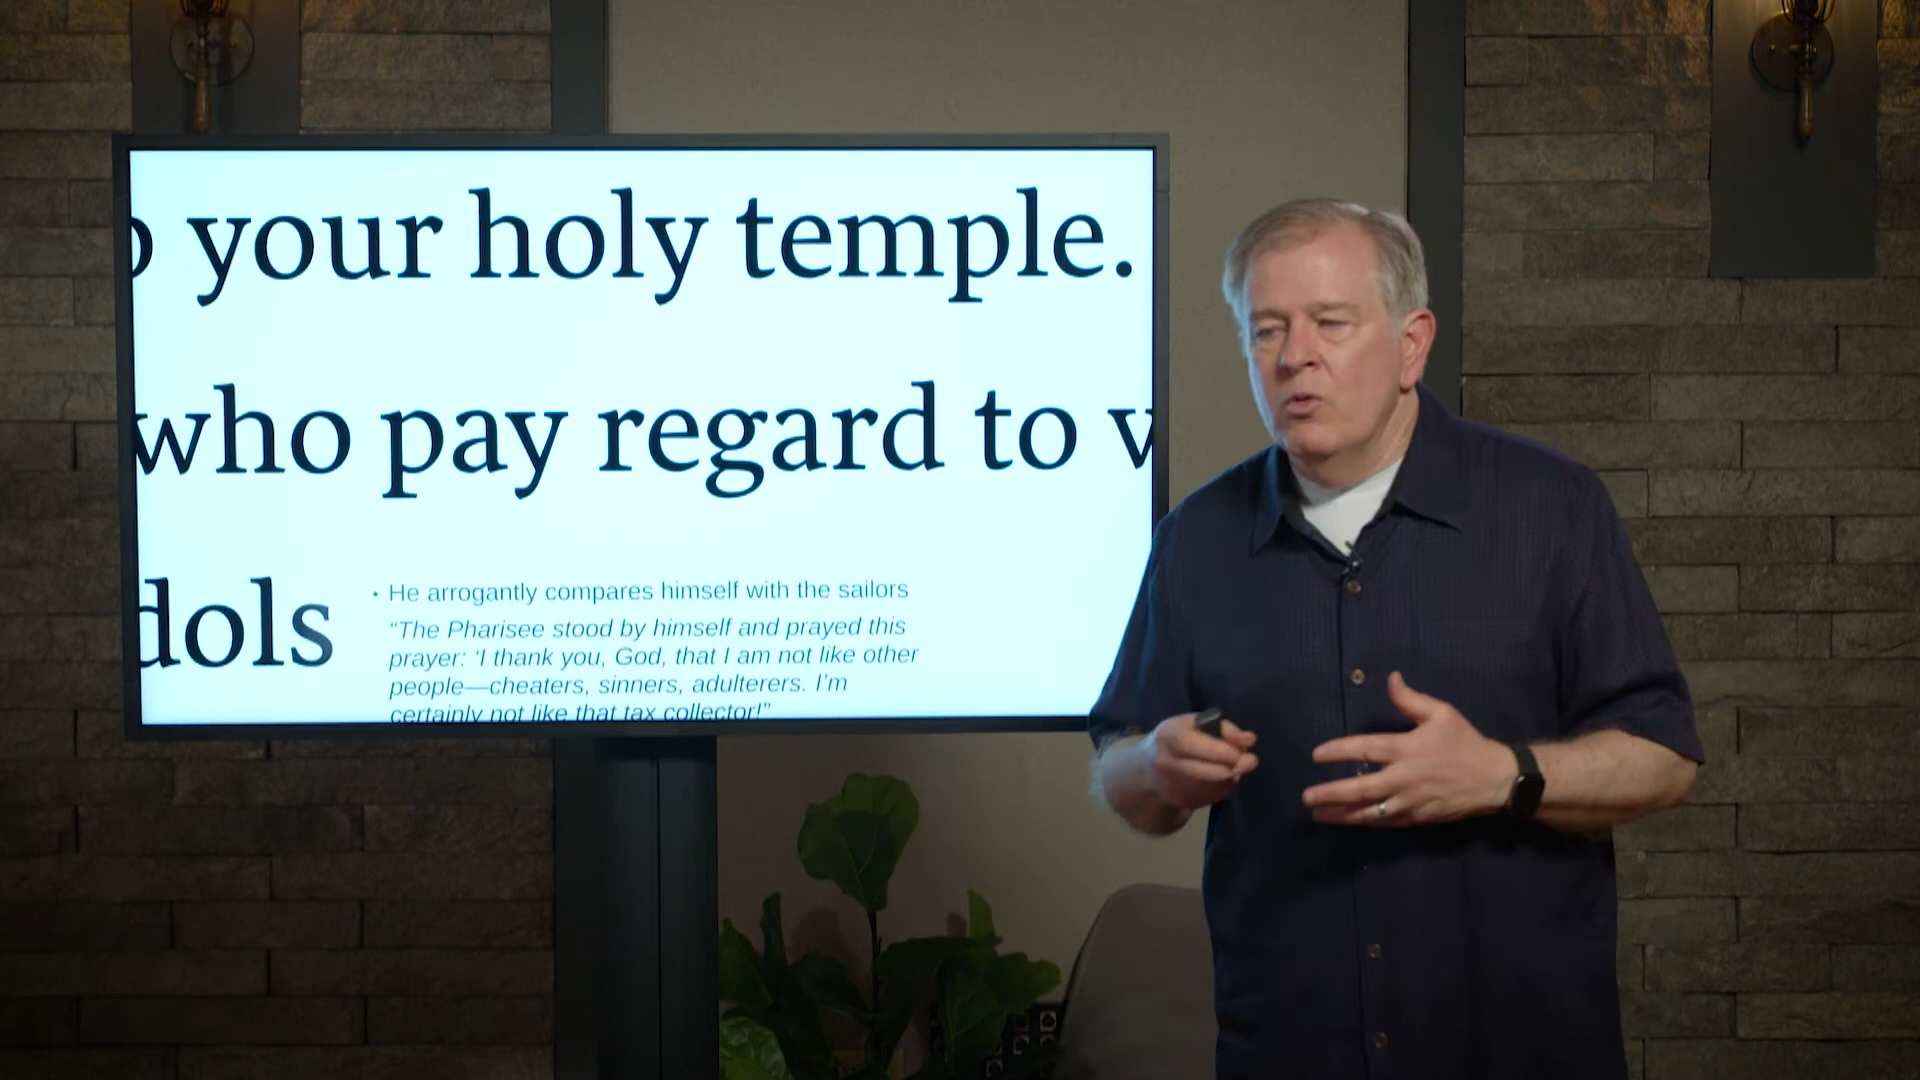 your holy temple.
who pay regard to
• He arrogantly compares himself with the sailors
“The Pharisee stood by himself and prayed this
prayer: ‘I thank you, God, that I am not like other
people—cheaters, sinners, adulterers. I’m
certainly not like that tax collector!”